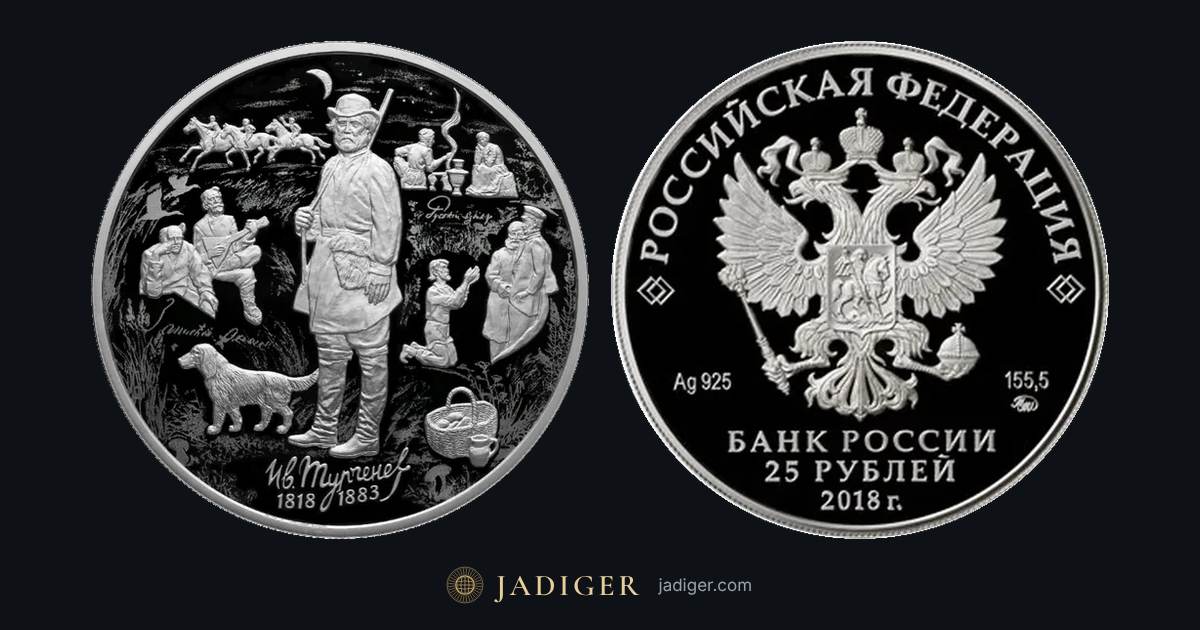 Ив. Тургенев
1818 1883
РОССИЙСКАЯ ФЕДЕРАЦИЯ
Ag 925
155,5
БАНК РОССИИ
25 РУБЛЕЙ
2018 г.
JADIGER jadiger.com